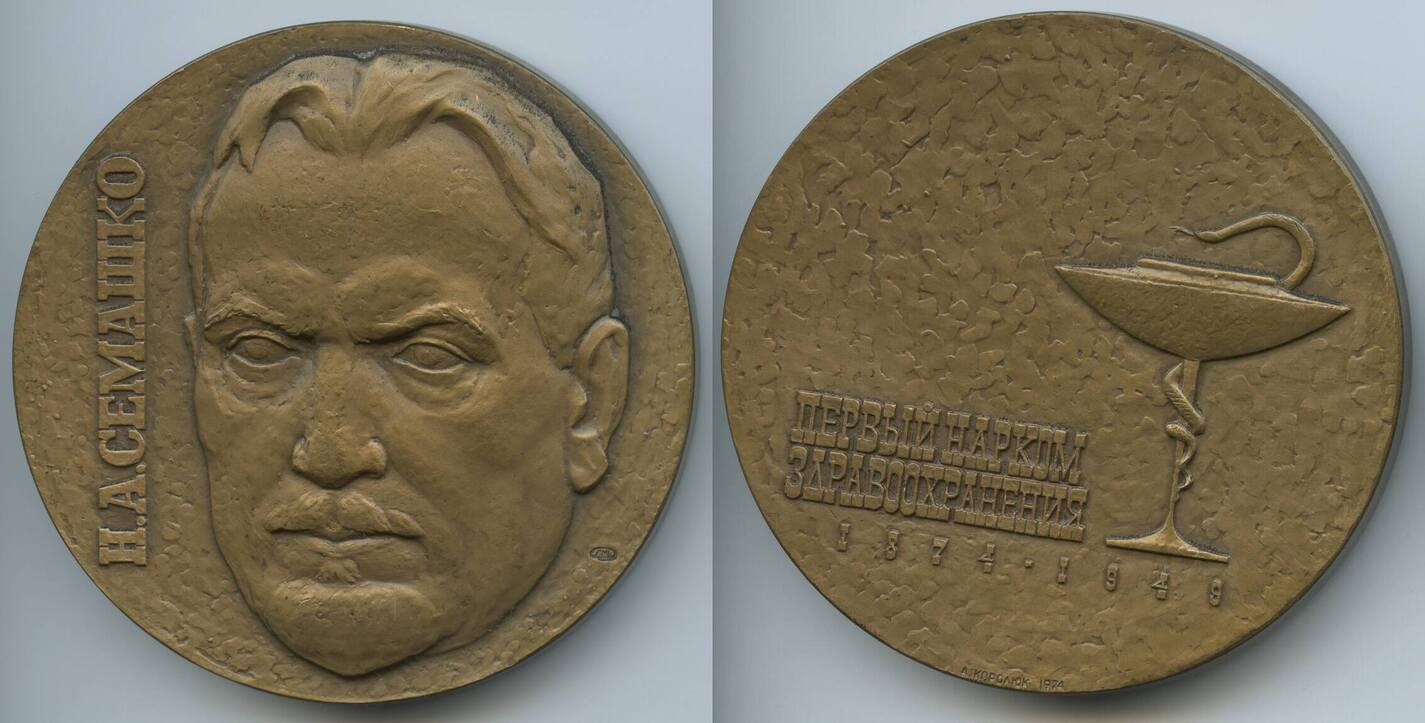 Н.А.СЕМАШКО
ПЕРВЫЙ НАРКОМ
ЗДРАВООХРАНЕНИЯ
1874-1949
А.КОРОЛЮК 1974